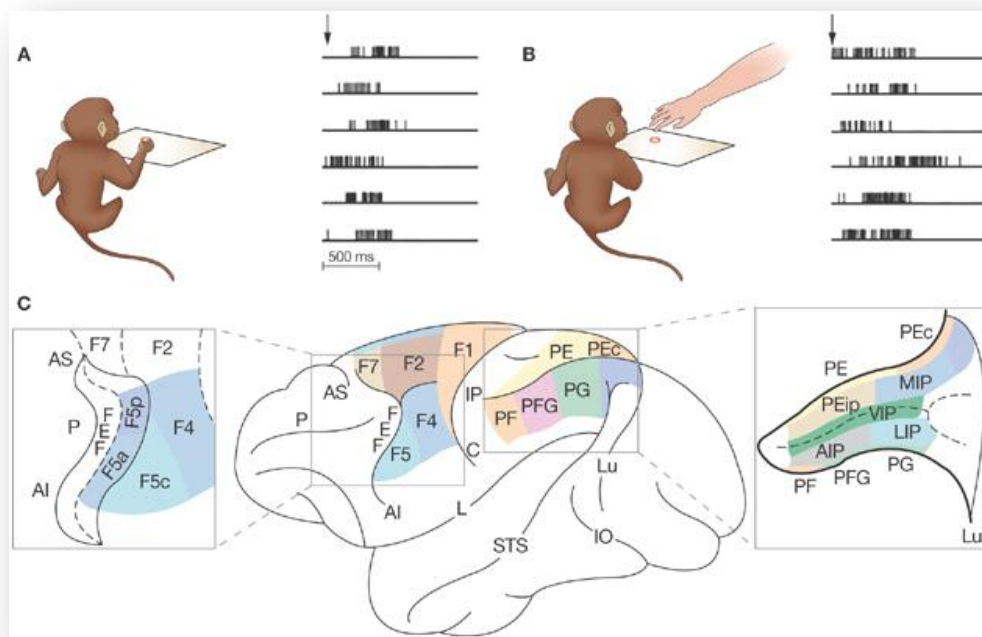 A
B
500 ms
C
F7
F2
AS
P
F
E
F
F5p
F5a
F4
F5c
AI
F7
F2
F1
AS
P
F
E
F
F4
F5
AI
L
C
IP
PE
PEc
PF
PFG
PG
Lu
STS
IO
PEc
PE
MIP
PEip
VIP
LIP
AIP
PF
PFG
PG
Lu